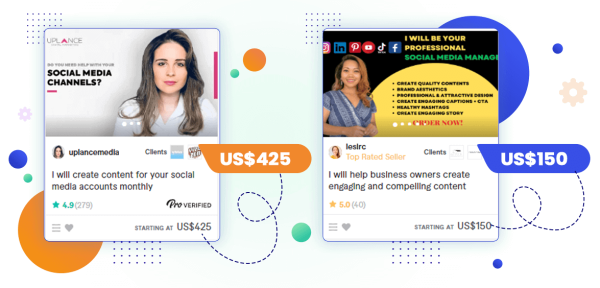 UPLANCE
DO YOU NEED HELP WITH YOUR
SOCIAL MEDIA
CHANNELS?
uplancemedia
Clients
US$425
I will create content for your social
media accounts monthly
4.9 (279)
Pro VERIFIED
STARTING AT US$425
I WILL BE YOUR
PROFESSIONAL
SOCIAL MEDIA MANAGE
CREATE QUALITY CONTENTS
BRAND AESTHETICS
PROFESSIONAL & ATTRACTIVE DESIGN
CREATE ENGAGING CAPTIONS + CTA
HEALTHY HASHTAGS
CREATE ENGAGING STORY
ORDER NOW!
leslrc
Top Rated Seller
Clients
US$150
I will help business owners create
engaging and compelling content
5.0 (40)
STARTING AT US$150